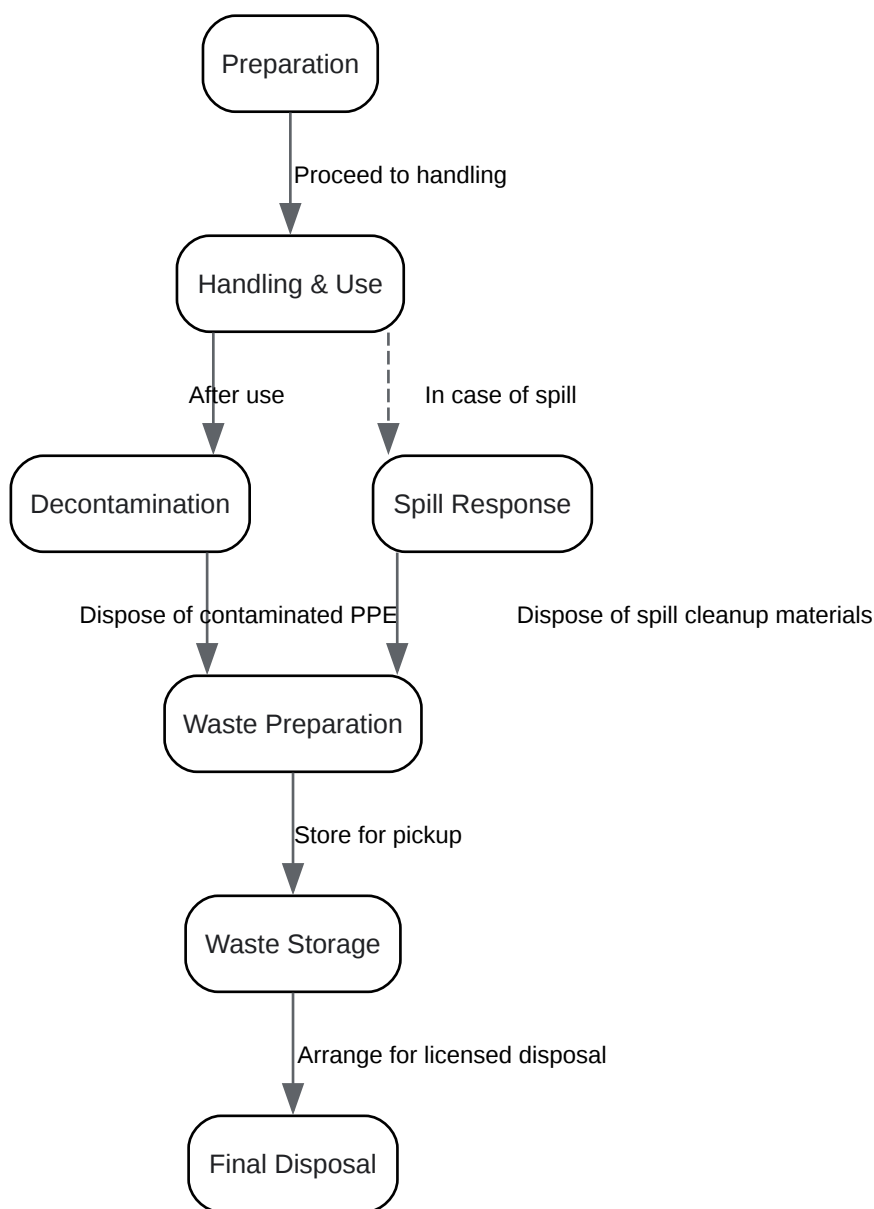 Preparation
Proceed to handling
Handling & Use
After use
In case of spill
Decontamination
Spill Response
Dispose of contaminated PPE
Dispose of spill cleanup materials
Waste Preparation
Store for pickup
Waste Storage
Arrange for licensed disposal
Final Disposal